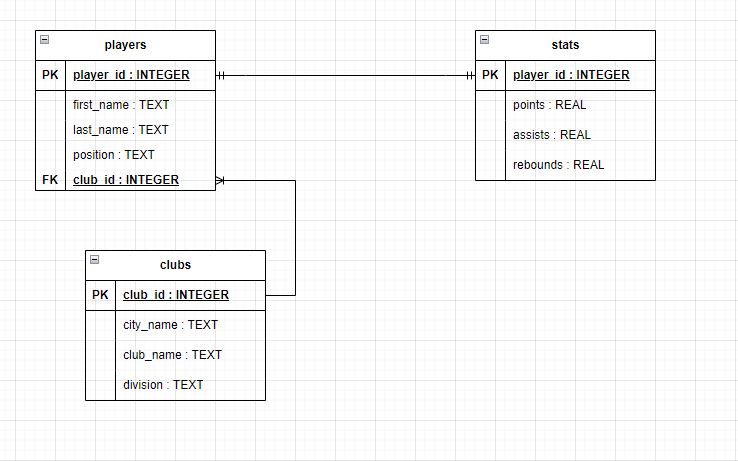 players
PK player_id : INTEGER
first_name : TEXT
last_name : TEXT
position : TEXT
FK club_id : INTEGER
stats
PK player_id : INTEGER
points : REAL
assists : REAL
rebounds : REAL
clubs
PK club_id : INTEGER
city_name : TEXT
club_name : TEXT
division : TEXT